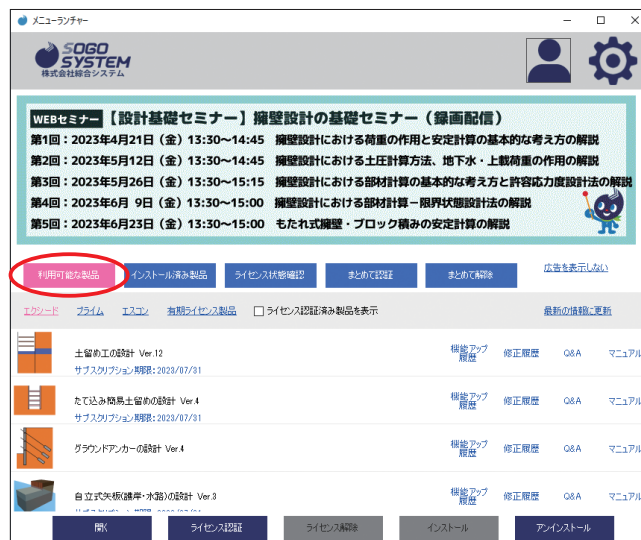 メニューランチャー
SOGO
SYSTEM
株式会社綜合システム
WEBセミナー 【設計基礎セミナー】擁壁設計の基礎セミナー（録画配信）
第1回：2023年4月21日（金）13:30～14:45 擁壁設計における荷重の作用と安定計算の基本的な考え方の解説
第2回：2023年5月12日（金）13:30～14:45 擁壁設計における土圧計算方法、地下水・上載荷重の作用の解説
第3回：2023年5月26日（金）13:30～15:15 擁壁設計における部材計算の基本的な考え方と許容応力度設計法の解説
第4回：2023年6月 9日（金）13:30～15:00 擁壁設計における部材計算－限界状態設計法
第5回：2023年6月23日（金）13:30～15:00 もたれ式擁壁・ブロック積みの安定計算の解説
利用可能な製品 インストール済み製品 ライセンス状態確認 まとめて認証 まとめて解除 広告を表示しない
エクシード プライム エスコン 有期ライセンス製品 ライセンス認証済み製品を表示 最新の情報に更新
土留め工の設計 Ver.12 機能アップ履歴 修正履歴 Q&A マニュアル
サブスクリプション期限：2023/07/31
たて込み簡易土留めの設計 Ver.4 機能アップ履歴 修正履歴 Q&A マニュアル
サブスクリプション期限：2023/07/31
グラウンドアンカーの設計 Ver.4 機能アップ履歴 修正履歴 Q&A マニュアル
自立式矢板(護岸・水路)の設計 Ver.3 機能アップ履歴 修正履歴 Q&A マニュアル
開く ライセンス認証 ライセンス解除 インストール アンインストール